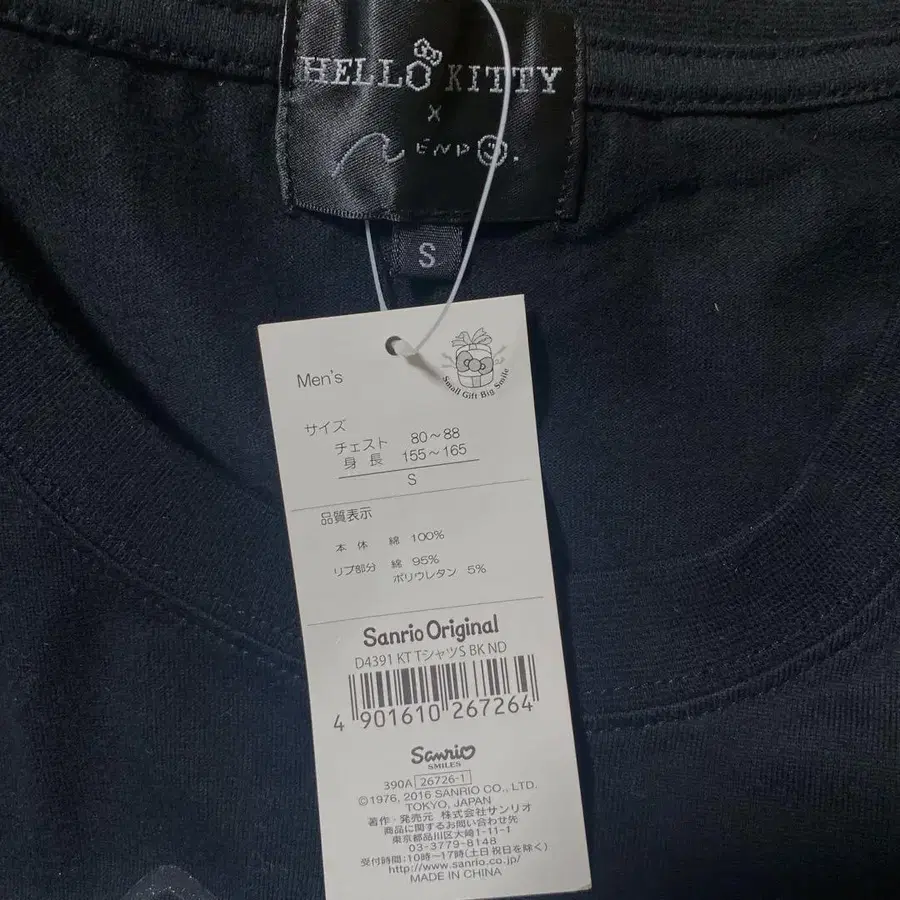 HELLO KITTY
×
ENDO.
S
Men's
Small Gift Big Smile
サイズ
チェスト 80~88
身長 155~165
S
品質表示
本体 綿 100%
リブ部分 綿 95%
ポリウレタン 5%
Sanrio Original
D4391 KT TシャツS BK ND
4 901610 267264
Sanrio
SMILES
390A 26726-1
©1976, 2016 SANRIO CO., LTD.
TOKYO, JAPAN
著作・発売元 株式会社サンリオ
商品に関するお問い合わせ先
東京都品川区大崎1-11-1
03-3779-8148
受付時間:10時~17時(土日祝日を除く)
http://www.sanrio.co.jp/
MADE IN CHINA